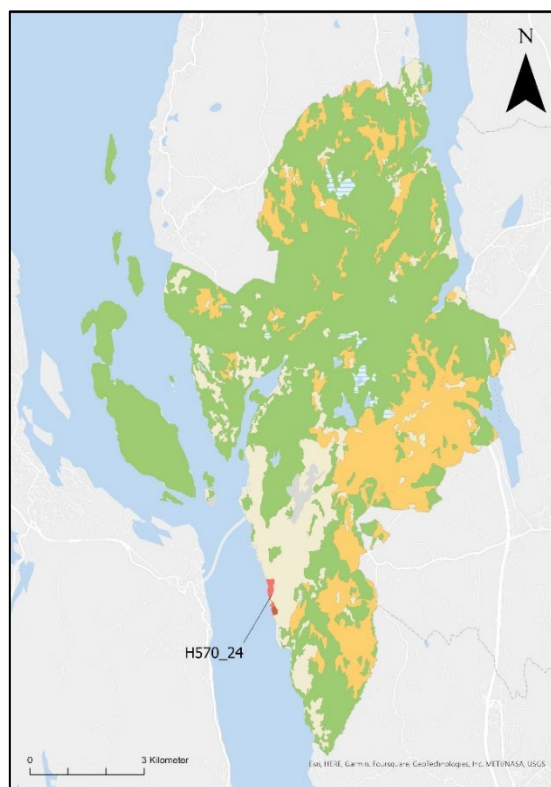 N
H570_24
0 3 Kilometer
Esri, HERE, Garmin, Foursquare, GeoTechnologies, Inc, METI/NASA, USGS